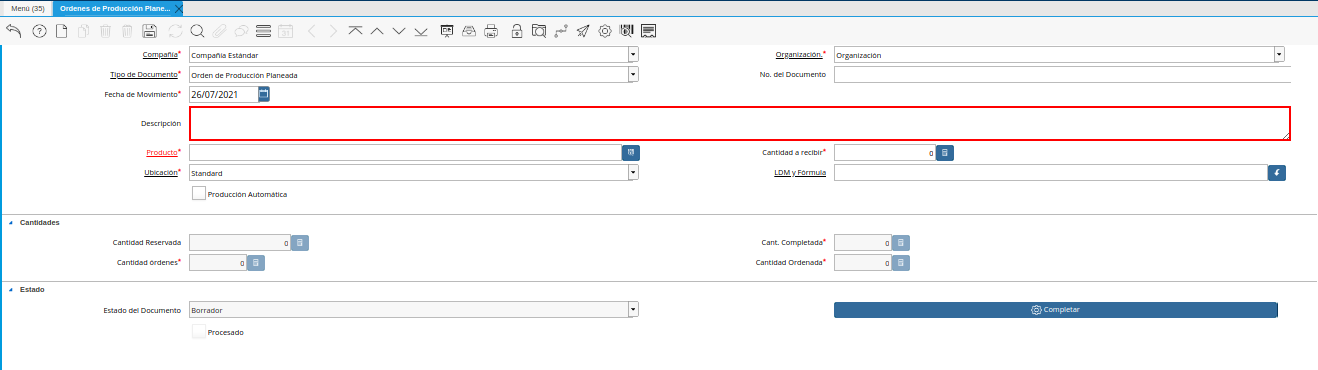 Menú (35) Ordenes de Producción Plane...
Compañía* Compañía Estándar Organización.* Organización
Tipo de Documento* Orden de Producción Planeada No. del Documento
Fecha de Movimiento* 26/07/2021
Descripción
Producto* Cantidad a recibir* 0
Ubicación* Standard LDM y Fórmula
Producción Automática
Cantidades
Cantidad Reservada 0 Cant. Completada* 0
Cantidad órdenes* 0 Cantidad Ordenada* 0
Estado
Estado del Documento Borrador Completar
Procesado